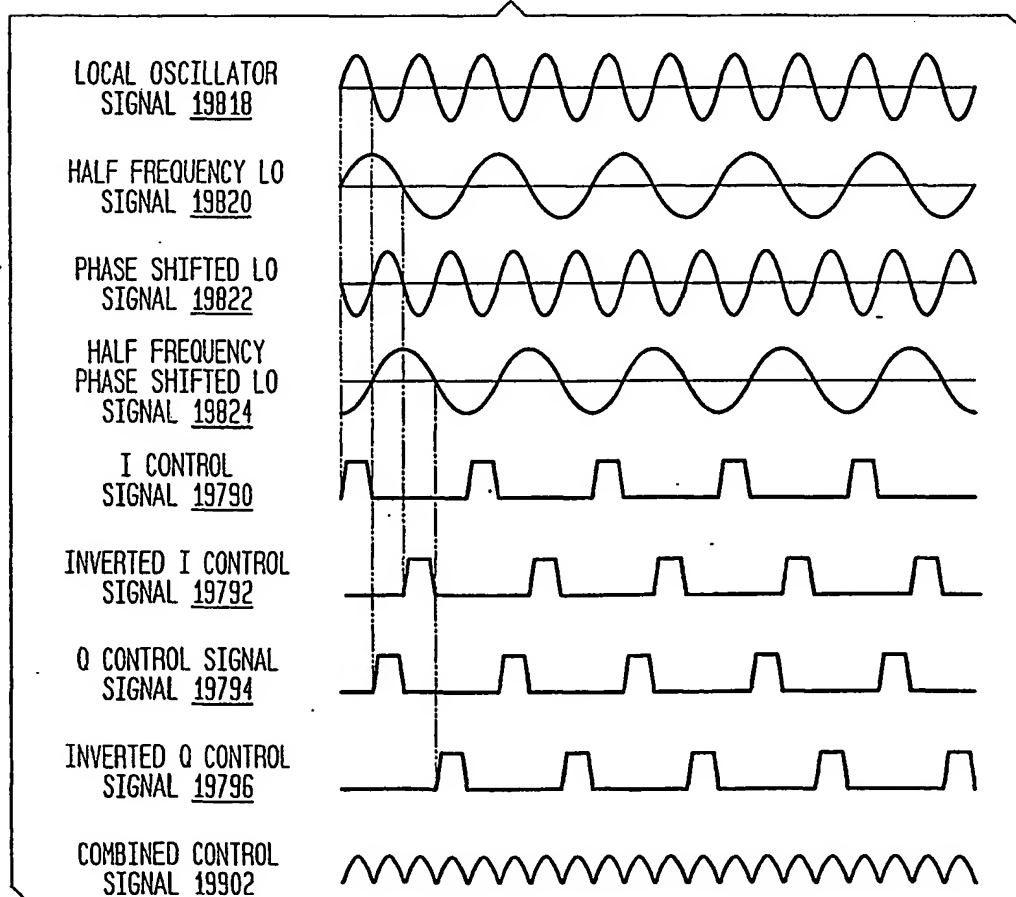 LOCAL OSCILLATOR
SIGNAL 19818
HALF FREQUENCY LO
SIGNAL 19820
PHASE SHIFTED LO
SIGNAL 19822
HALF FREQUENCY
PHASE SHIFTED LO
SIGNAL 19824
I CONTROL
SIGNAL 19790
INVERTED I CONTROL
SIGNAL 19792
Q CONTROL SIGNAL
SIGNAL 19794
INVERTED Q CONTROL
SIGNAL 19796
COMBINED CONTROL
SIGNAL 19902